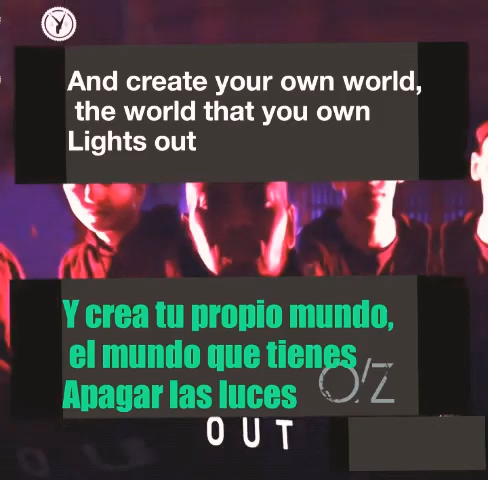 And create your own world,
the world that you own
Lights out
Y crea tu propio mundo,
el mundo que tienes
Apagar las luces
O/Z
OUT